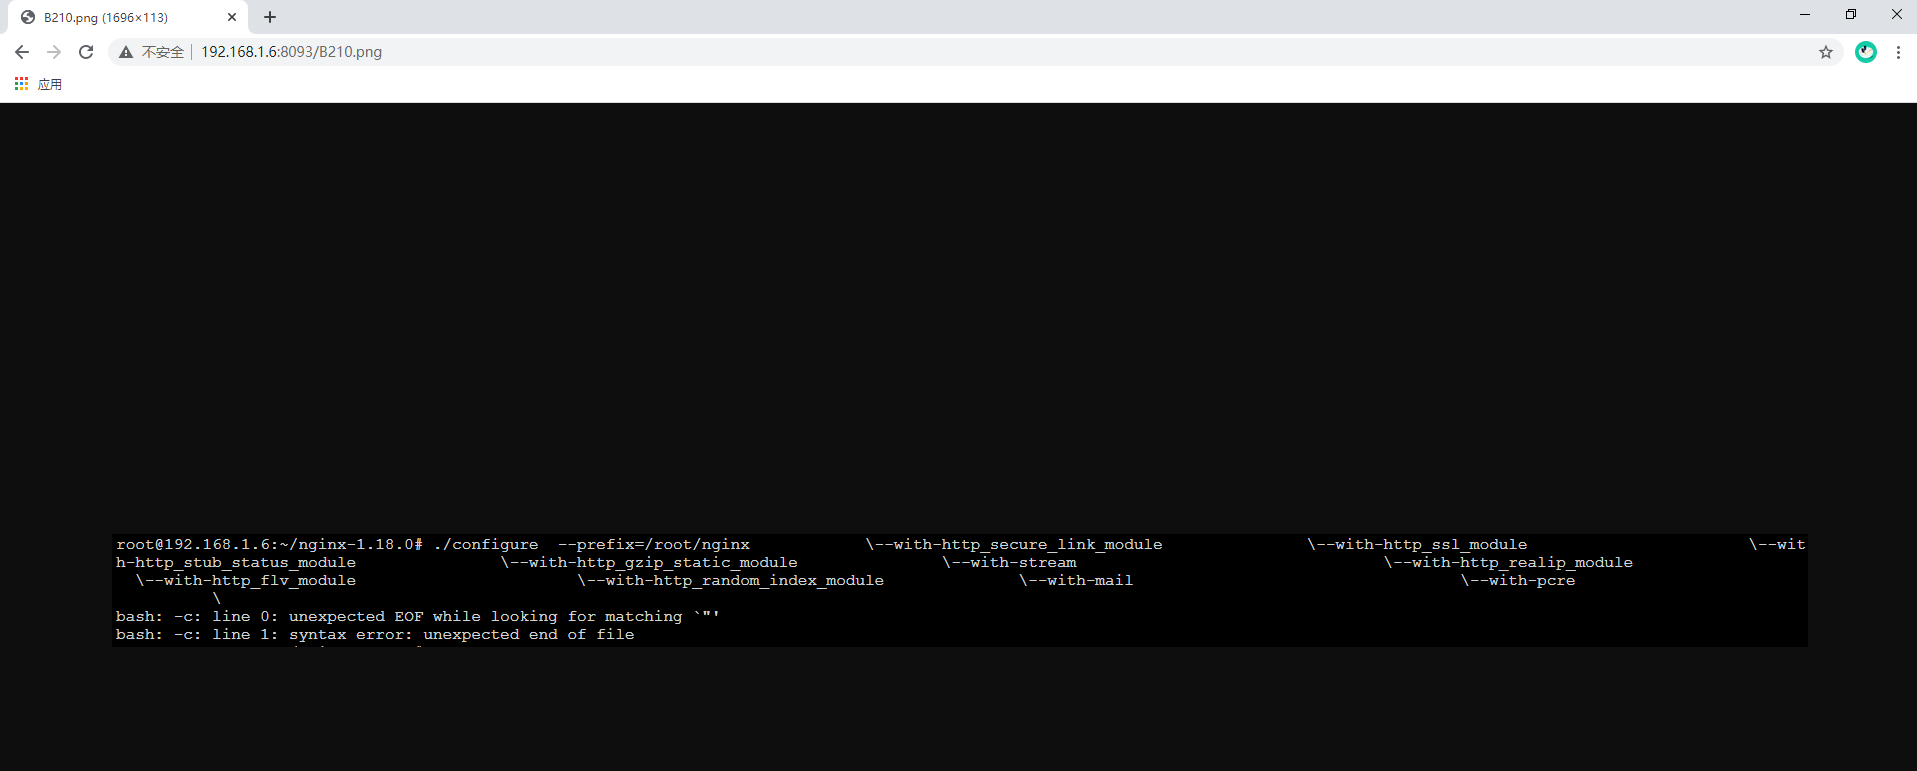 B210.png (1696×113)
不安全 192.168.1.6:8093/B210.png
应用
root@192.168.1.6:~/nginx-1.18.0# ./configure  --prefix=/root/nginx            \--with-http_secure_link_module               \--with-http_ssl_module                       \--wit
h-http_stub_status_module               \--with-http_gzip_static_module               \--with-stream                                \--with-http_realip_module
  \--with-http_flv_module                       \--with-http_random_index_module              \--with-mail                                  \--with-pcre
          \
bash: -c: line 0: unexpected EOF while looking for matching `"'
bash: -c: line 1: syntax error: unexpected end of file